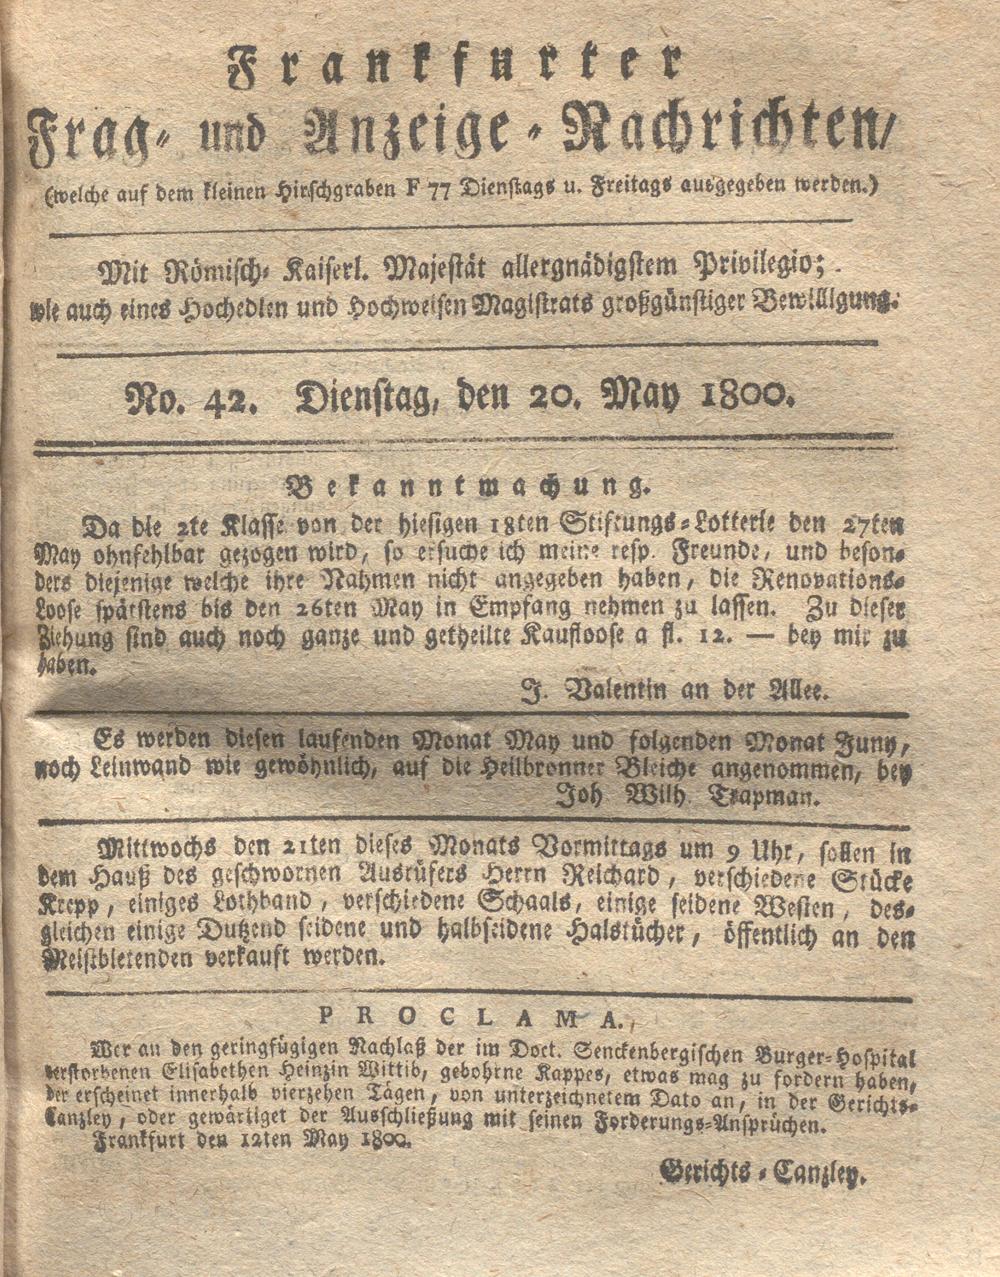 Frankfurter
Frag- und Anzeige-Nachrichten/
(welche auf dem kleinen Hirschgraben F 77 Dienstags u. Freitags ausgegeben werden.)
Mit Römisch-Kaiserl. Majestät allergnädigstem Privilegio;
wie auch eines Hochedlen und Hochweisen Magistrats großgünstiger Bewilligung.
No. 42. Dienstag, den 20. May 1800.
Bekanntmachung.
Da die 2te Klasse von der hiesigen 18ten Stiftungs-Lotterie den 27ten
May ohnfehlbar gezogen wird, so ersuche ich meine resp. Freunde, und beson-
ders diejenige welche ihre Nahmen nicht angegeben haben, die Renovations-
Loose spätstens bis den 26ten May in Empfang nehmen zu lassen. Zu dieser
Ziehung sind auch noch ganze und getheilte Kaufloose a fl. 12. — bey mir zu
haben.
J. Valentin an der Allee.
Es werden diesen laufenden Monat May und folgenden Monat Juny,
noch Leinwand wie gewöhnlich, auf die Heilbronner Bleiche angenommen, bey
Joh Wilh Trapman.
Mittwochs den 21ten dieses Monats Vormittags um 9 Uhr, sollen in
dem Hauß des geschwornen Ausrüfers Herrn Reichard, verschiedene Stücke
Krepp, einiges Lothband, verschiedene Schaals, einige seidene Westen, des-
gleichen einige Dutzend seidene und halbseidene Halstücher, öffentlich an den
Meistbietenden verkauft werden.
PROCLAMA.
Wer an den geringfügigen Nachlaß der im Doct. Senckenbergischen Burger-Hospital
verstorbenen Elisabethen Heinzin Wittib, gebohrne Kappes, etwas mag zu fordern haben,
der erscheinet innerhalb vierzehen Tägen, von unterzeichnetem Dato an, in der Gerichts-
Canzley, oder gewärtiget der Ausschließung mit seinen Forderungs-Ansprüchen.
Frankfurt den 12ten May 1800.
Gerichts-Canzley.